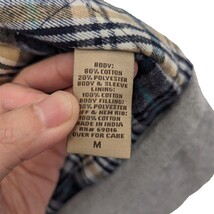 BODY:
80% COTTON
20% POLYESTER
BODY & SLEEVE
LINING:
100% COTTON
BODY FILLING:
100% POLYESTER
CUFF & HEM RIB:
100% COTTON
MADE IN INDIA
RN# 69016
OVER FOR CARE
M